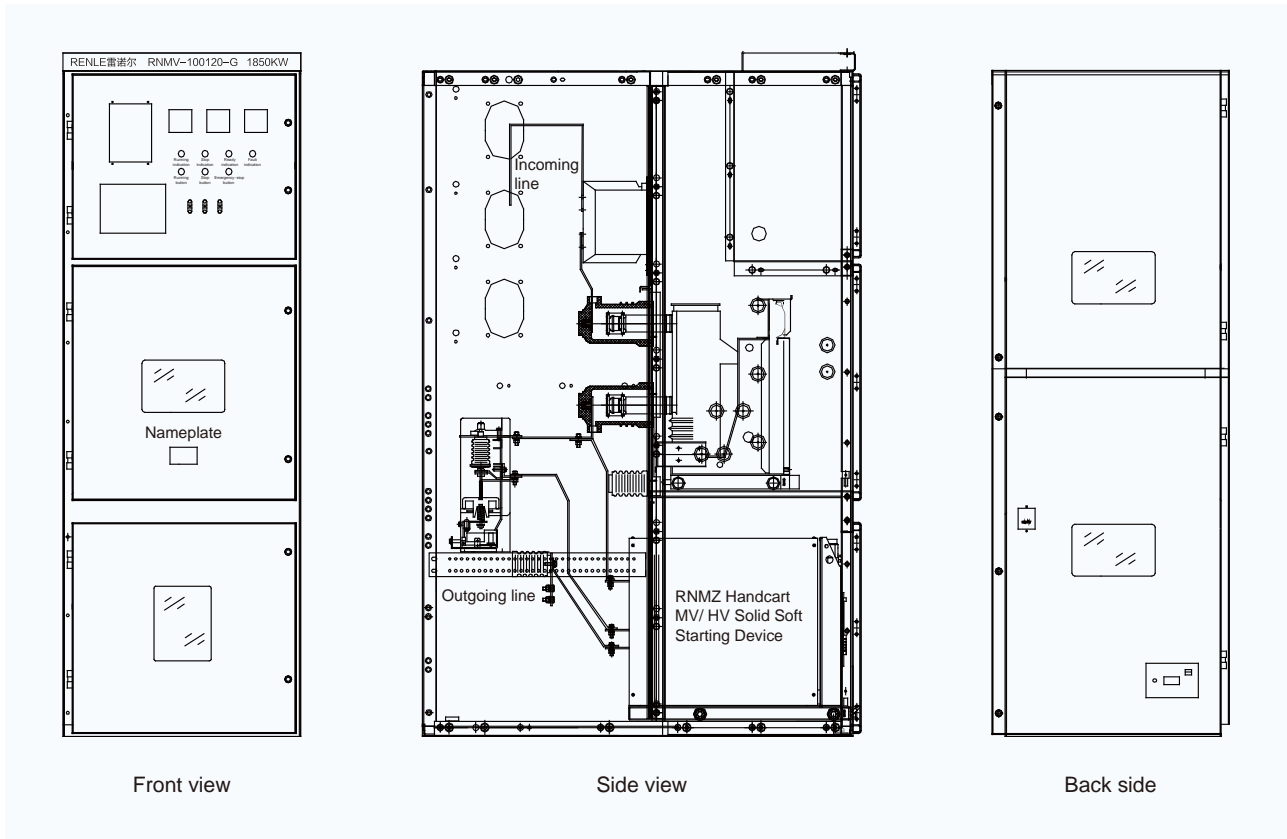 RENLE雷诺尔 RNMV-100120-G 1850KW
Running indication
Stop indication
Ready indication
Fault indication
Running button
Stop button
Emergency-stop button
Nameplate
Incoming
line
Outgoing line
RNMZ Handcart
MV/ HV Solid Soft
Starting Device
Front view
Side view
Back side